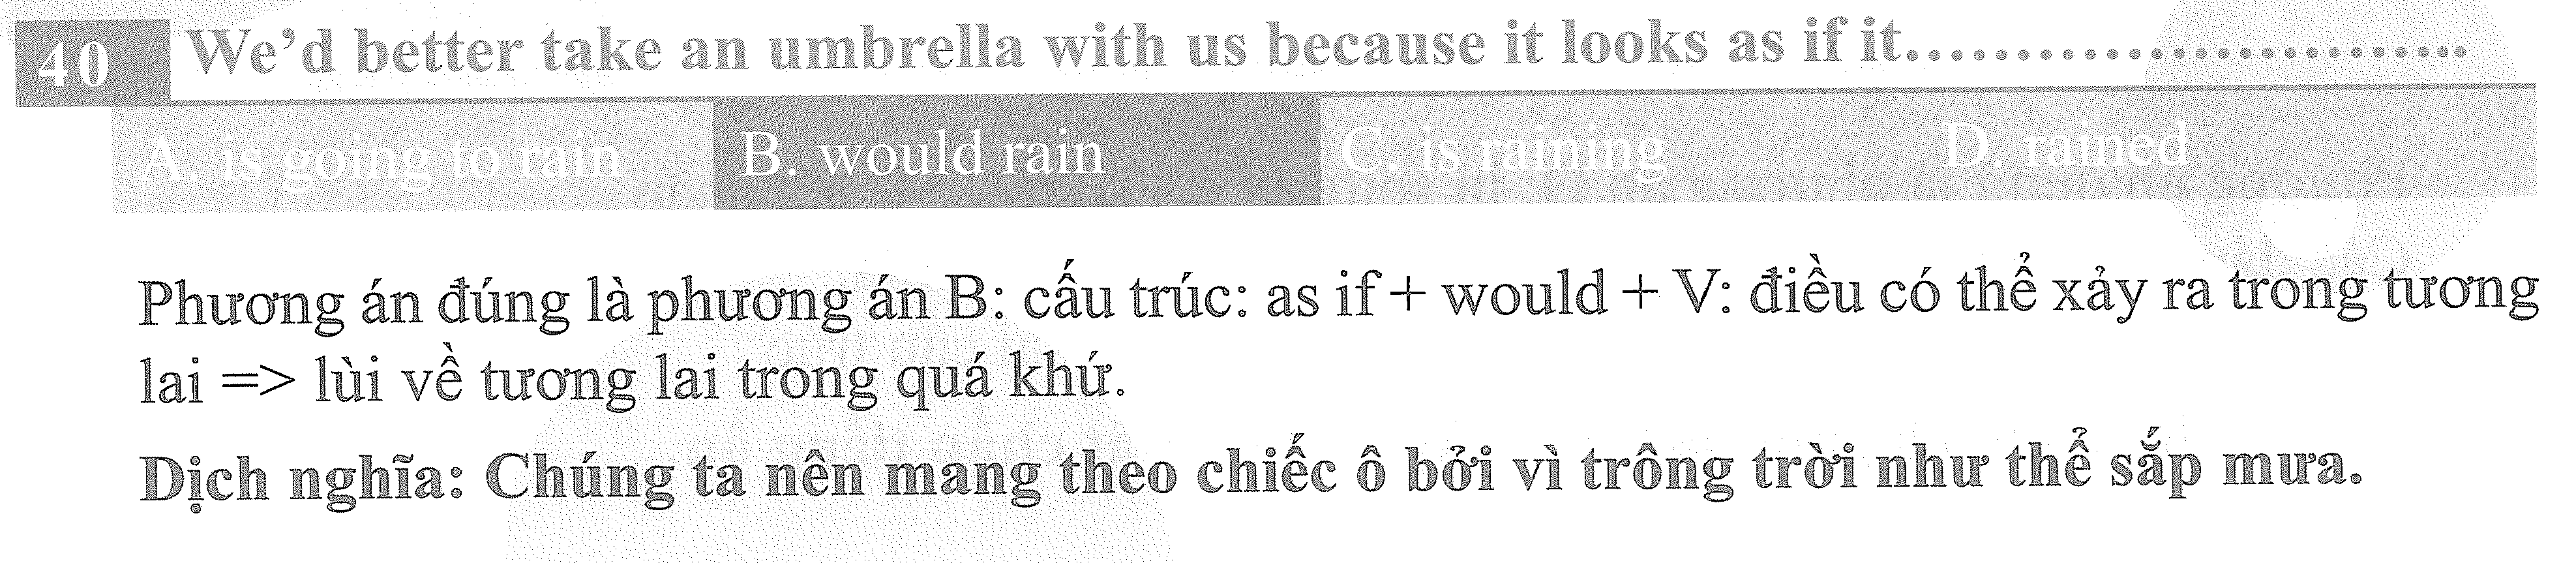 40 We'd better take an umbrella with us because it looks as if it..........................
A. is going to rain B. would rain C. is raining D. rained
Phương án đúng là phương án B: cấu trúc: as if + would + V: điều có thể xảy ra trong tương
lai => lùi về tương lai trong quá khứ.
Dịch nghĩa: Chúng ta nên mang theo chiếc ô bởi vì trông trời như thể sắp mưa.